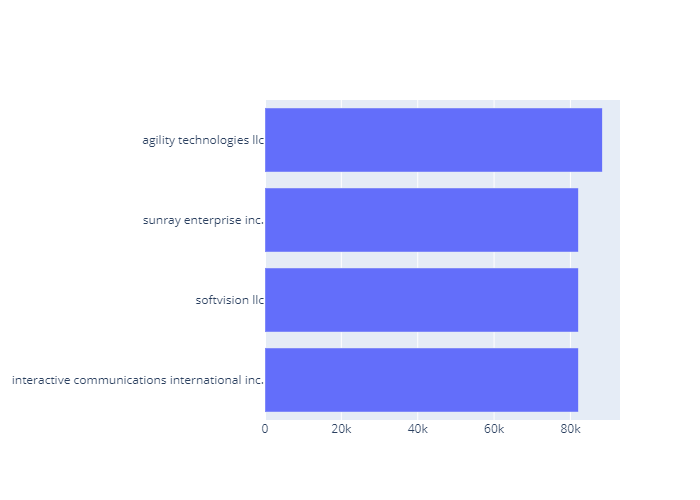 agility technologies llc
sunray enterprise inc.
softvision llc
interactive communications international inc.
0 20k 40k 60k 80k